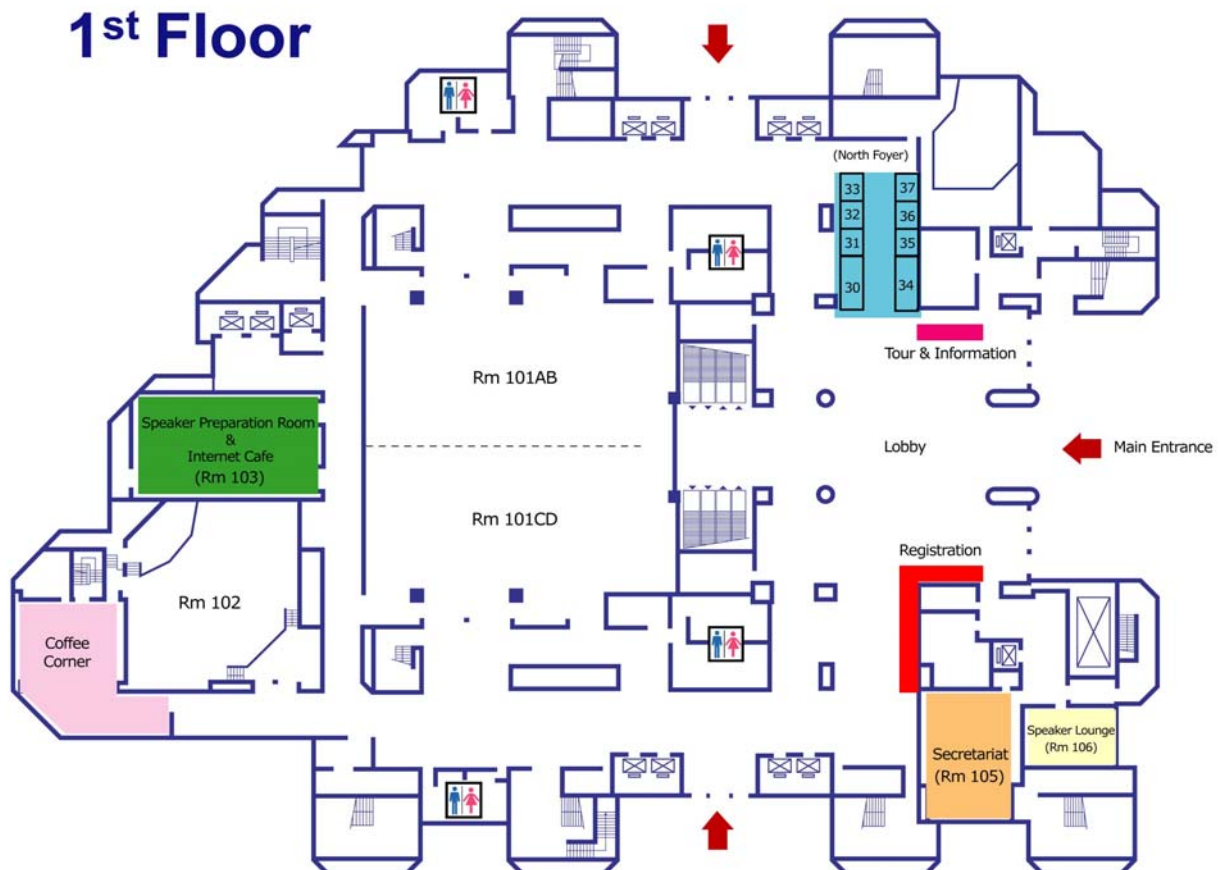 1st Floor
(North Foyer)
33
37
32
36
31
35
30
34
Tour & Information
Rm 101AB
Speaker Preparation Room
&
Internet Cafe
(Rm 103)
Lobby
Main Entrance
Rm 101CD
Registration
Rm 102
Coffee
Corner
Secretariat
(Rm 105)
Speaker Lounge
(Rm 106)